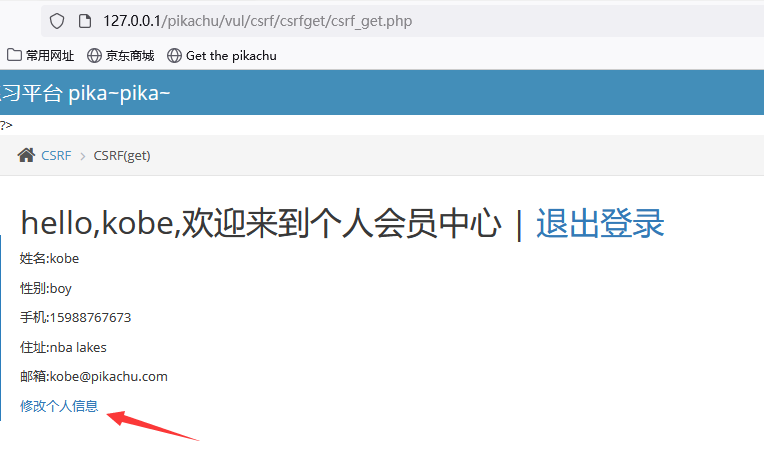 127.0.0.1/pikachu/vul/csrf/csrfget/csrf_get.php
常用网址 京东商城 Get the pikachu
习平台 pika~pika~
?>
CSRF > CSRF(get)
hello,kobe,欢迎来到个人会员中心 | 退出登录
姓名:kobe
性别:boy
手机:15988767673
住址:nba lakes
邮箱:kobe@pikachu.com
修改个人信息